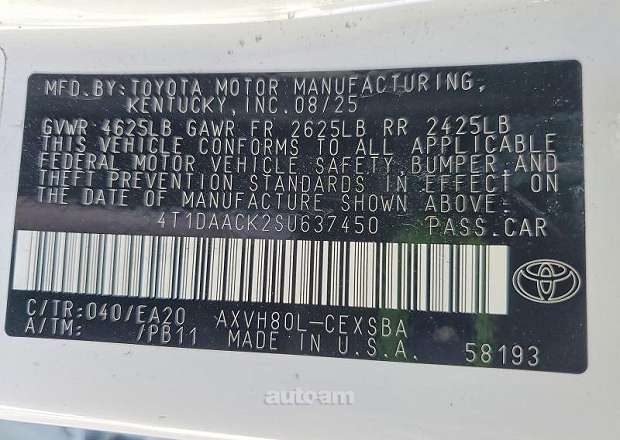 MFD.BY:TOYOTA MOTOR MANUFACTURING,
KENTUCKY, INC.08/25
GVWR 4625LB GAWR FR 2625LB RR 2425LB
THIS VEHICLE CONFORMS TO ALL APPLICABLE
FEDERAL MOTOR VEHICLE SAFETY, BUMPER AND
THEFT PREVENTION STANDARDS IN EFFECT ON
THE DATE OF MANUFACTURE SHOWN ABOVE.
4T1DAACK2SU637450 PASS.CAR
C/TR:040/EA20 AXVH80L-CEXSBA
A/TM: /PB11 MADE IN U.S.A. 58193
auto.am